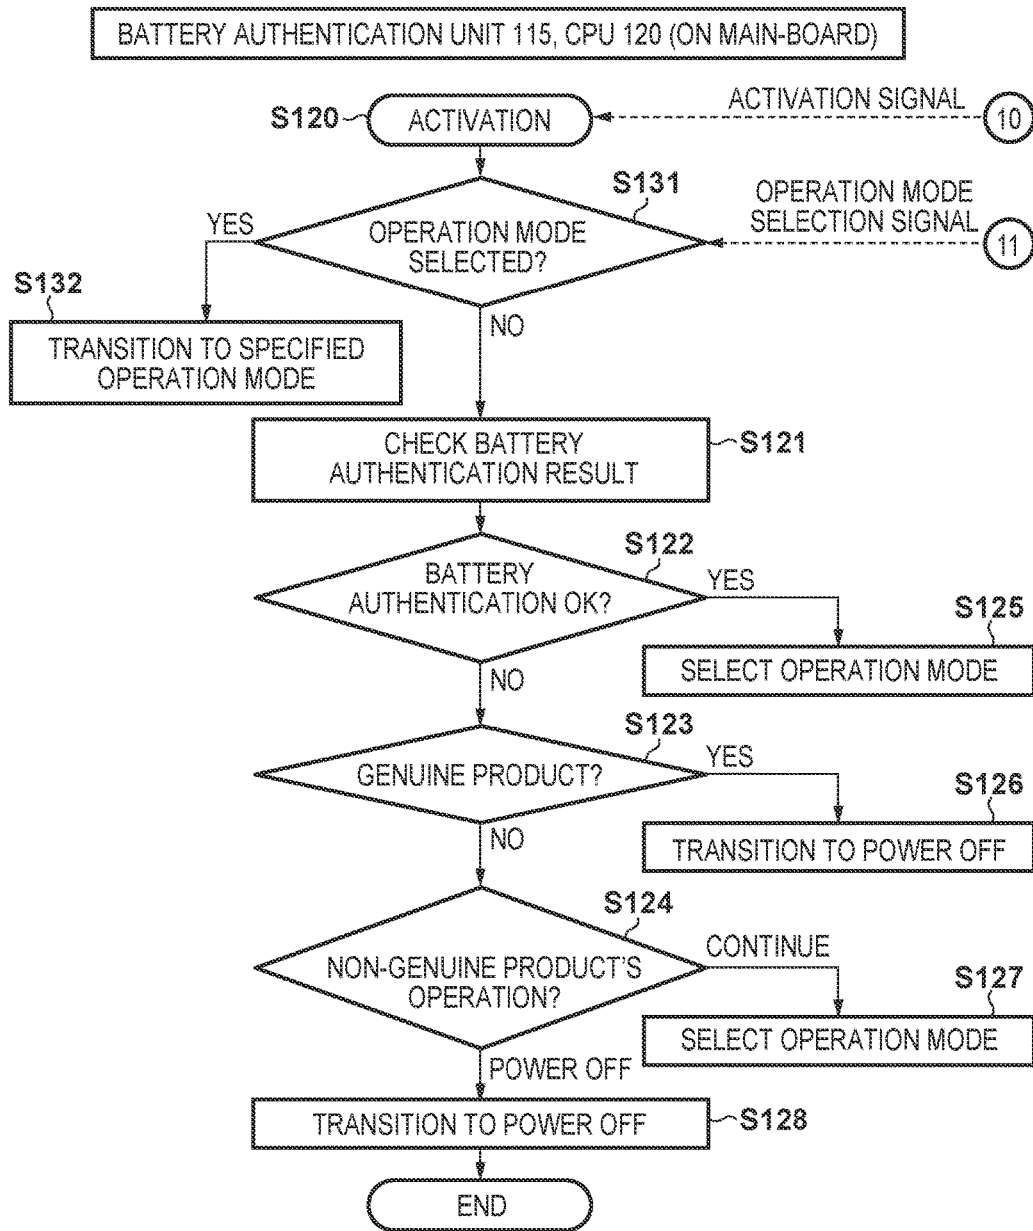 BATTERY AUTHENTICATION UNIT 115, CPU 120 (ON MAIN-BOARD)
S120
ACTIVATION
ACTIVATION SIGNAL
10
S131
OPERATION MODE
SELECTED?
OPERATION MODE
SELECTION SIGNAL
11
YES
NO
S132
TRANSITION TO SPECIFIED
OPERATION MODE
CHECK BATTERY
AUTHENTICATION RESULT
S121
S122
BATTERY
AUTHENTICATION OK?
YES
NO
S125
SELECT OPERATION MODE
S123
GENUINE PRODUCT?
YES
NO
S126
TRANSITION TO POWER OFF
S124
NON-GENUINE PRODUCT'S
OPERATION?
CONTINUE
POWER OFF
S127
SELECT OPERATION MODE
TRANSITION TO POWER OFF
S128
END